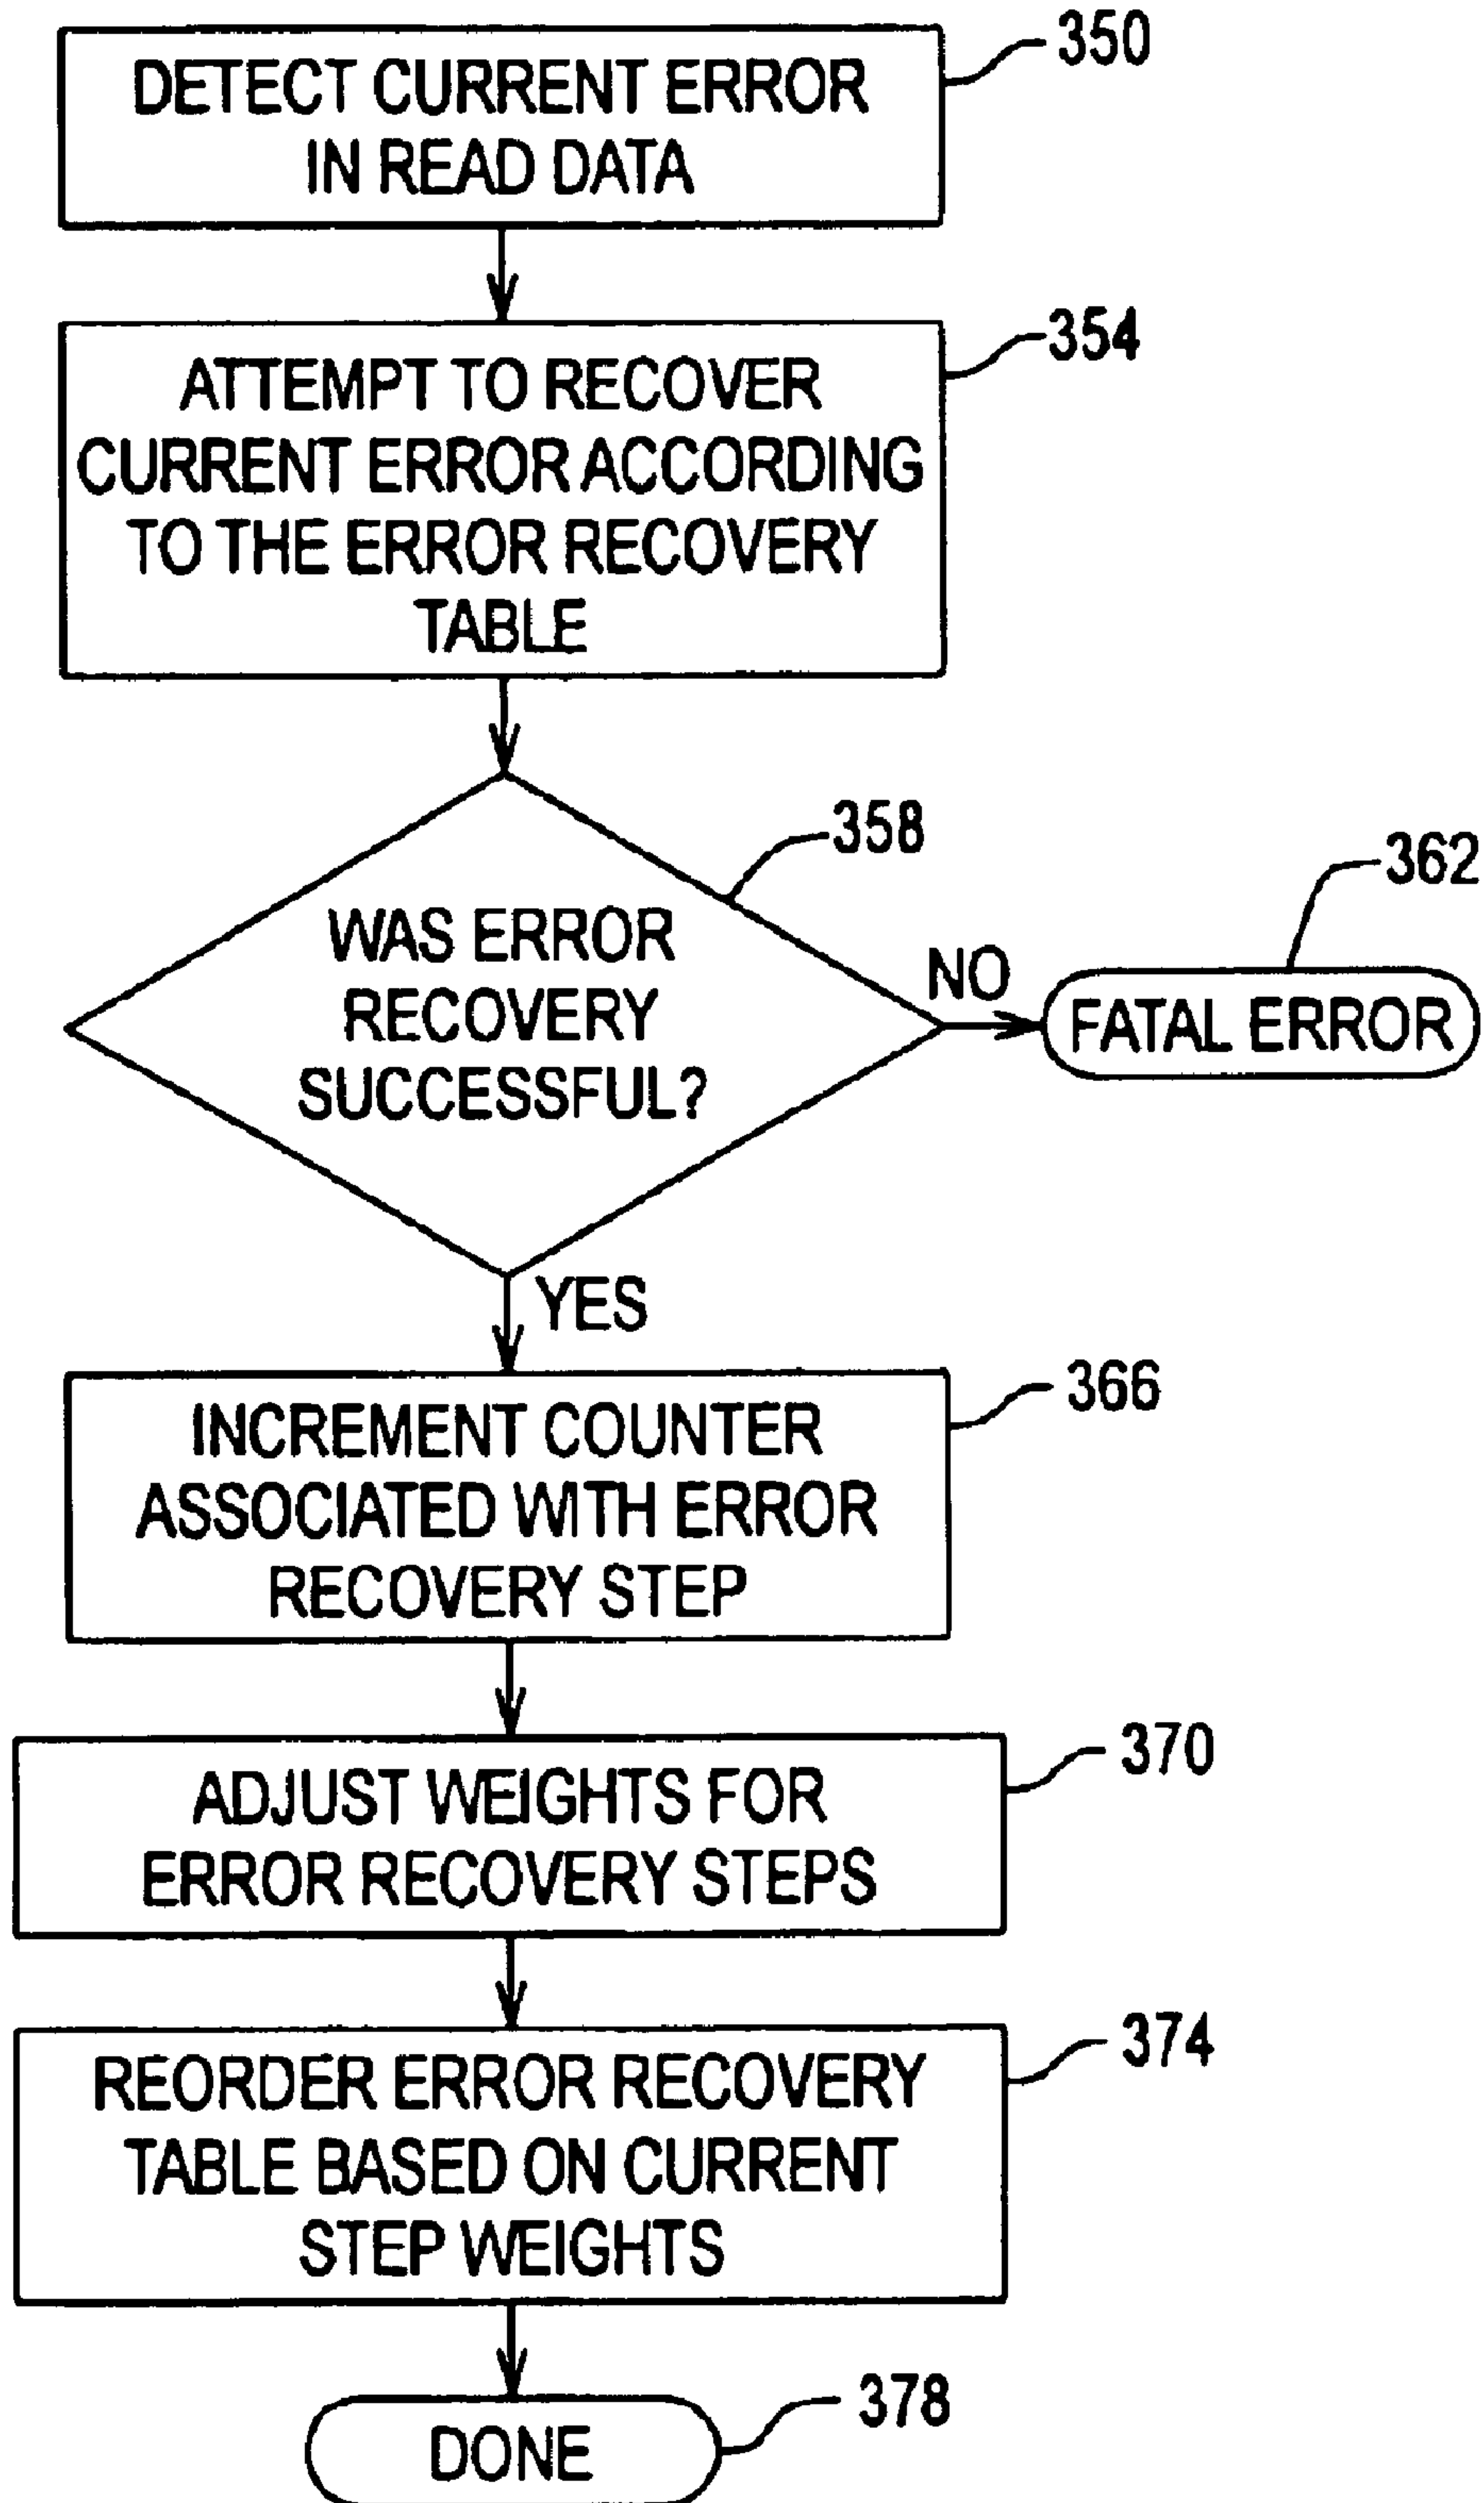 350
DETECT CURRENT ERROR
IN READ DATA
354
ATTEMPT TO RECOVER
CURRENT ERROR ACCORDING
TO THE ERROR RECOVERY
TABLE
358
362
WAS ERROR
RECOVERY
SUCCESSFUL?
NO
FATAL ERROR
YES
366
INCREMENT COUNTER
ASSOCIATED WITH ERROR
RECOVERY STEP
370
ADJUST WEIGHTS FOR
ERROR RECOVERY STEPS
374
REORDER ERROR RECOVERY
TABLE BASED ON CURRENT
STEP WEIGHTS
378
DONE